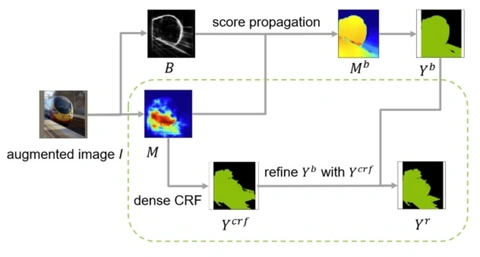 score propagation
B
M^b
Y^b
augmented image I
M
dense CRF
refine Y^b with Y^crf
Y^crf
Y^r